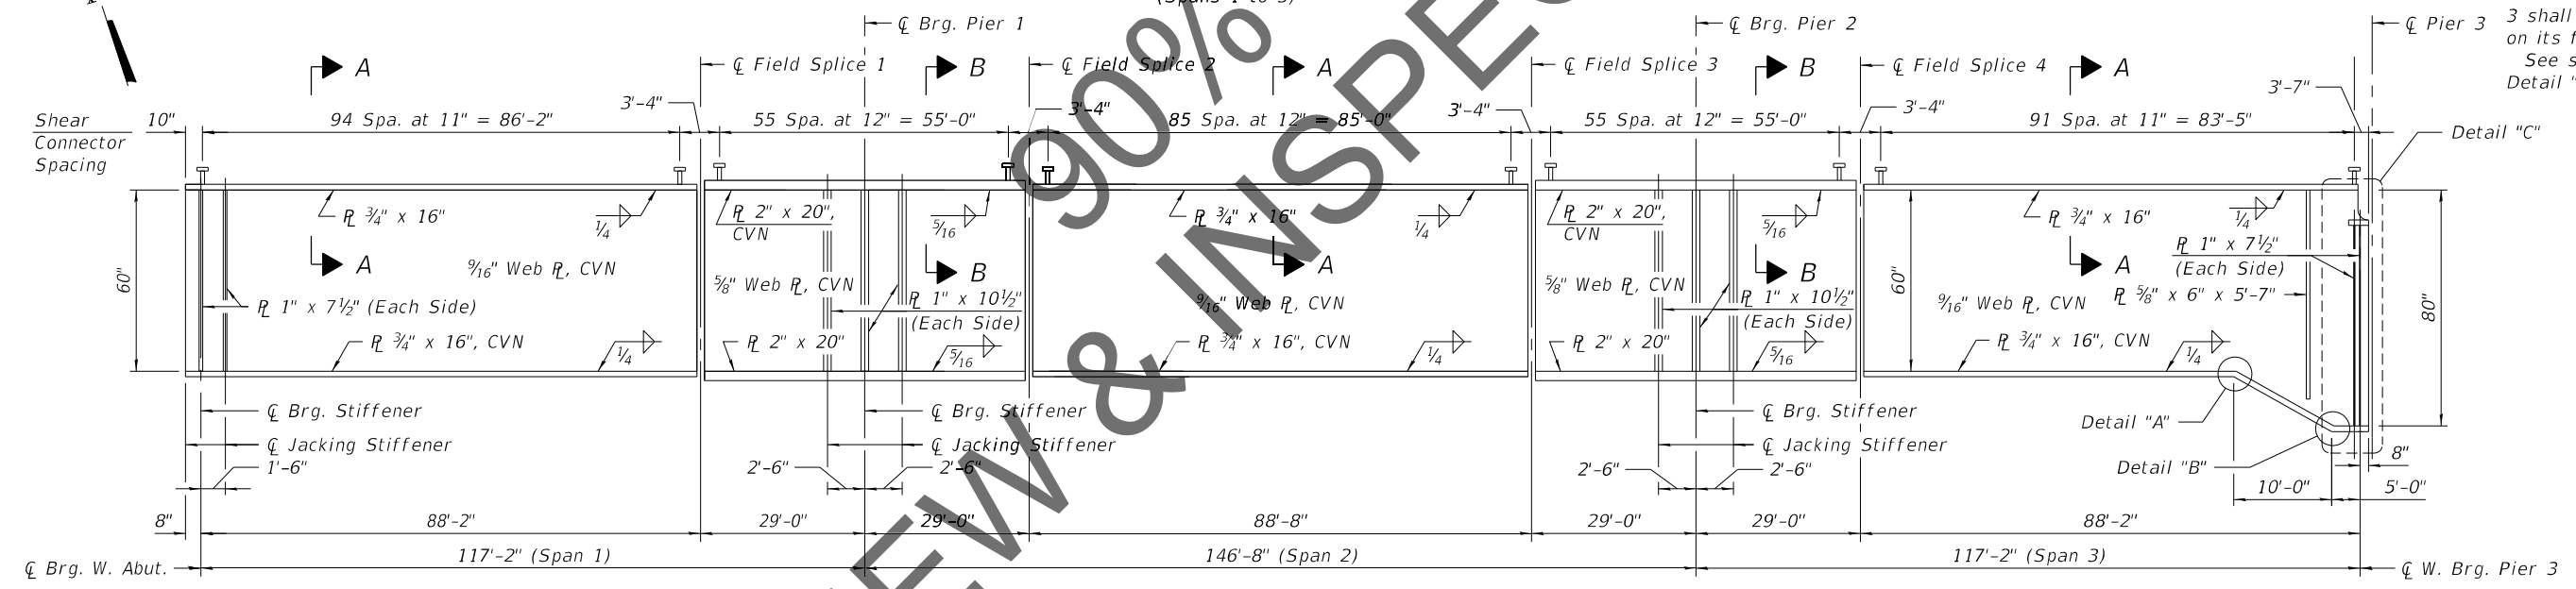 (Spans 1 to 3)
℄ Brg. Pier 1
℄ Brg. Pier 2
℄ Pier 3
3 shall
on its f
See s
Detail "
A
℄ Field Splice 1
B
℄ Field Splice 2
A
℄ Field Splice 3
B
℄ Field Splice 4
A
Shear
Connector
Spacing
10"
94 Spa. at 11" = 86'-2"
3'-4"
55 Spa. at 12" = 55'-0"
3'-4"
85 Spa. at 12" = 85'-0"
3'-4"
55 Spa. at 12" = 55'-0"
3'-4"
91 Spa. at 11" = 83'-5"
3'-7"
Detail "C"
90%
EW & INSPE
60"
℄ ¾" x 16"
¼
A
9/16" Web ℄, CVN
℄ 1" x 7½" (Each Side)
℄ ¾" x 16", CVN
¼
℄ 2" x 20",
CVN
5/16
B
⅝" Web ℄, CVN
℄ 1" x 10½"
(Each Side)
℄ 2" x 20"
5/16
℄ ¾" x 16"
¼
A
9/16" Web ℄, CVN
℄ ¾" x 16", CVN
¼
℄ 2" x 20",
CVN
5/16
B
⅝" Web ℄, CVN
℄ 1" x 10½"
(Each Side)
℄ 2" x 20"
5/16
60"
℄ ¾" x 16"
¼
A
℄ 1" x 7½"
(Each Side)
9/16" Web ℄, CVN
℄ ⅝" x 6" x 5'-7"
℄ ¾" x 16", CVN
¼
80"
℄ Brg. Stiffener
℄ Jacking Stiffener
1'-6"
℄ Brg. Stiffener
℄ Jacking Stiffener
2'-6"
2'-6"
℄ Brg. Stiffener
℄ Jacking Stiffener
2'-6"
2'-6"
Detail "A"
Detail "B"
8"
10'-0"
5'-0"
8"
88'-2"
29'-0"
29'-0"
88'-8"
29'-0"
29'-0"
88'-2"
℄ Brg. W. Abut.
117'-2" (Span 1)
146'-8" (Span 2)
117'-2" (Span 3)
℄ W. Brg. Pier 3